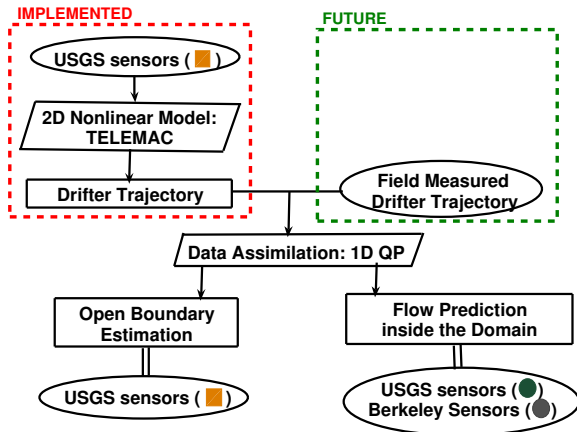 IMPLEMENTED
FUTURE
USGS sensors ( )
2D Nonlinear Model:
TELEMAC
Drifter Trajectory
Field Measured
Drifter Trajectory
Data Assimilation: 1D QP
Open Boundary
Estimation
Flow Prediction
inside the Domain
USGS sensors ( )
USGS sensors ( )
Berkeley Sensors ( )